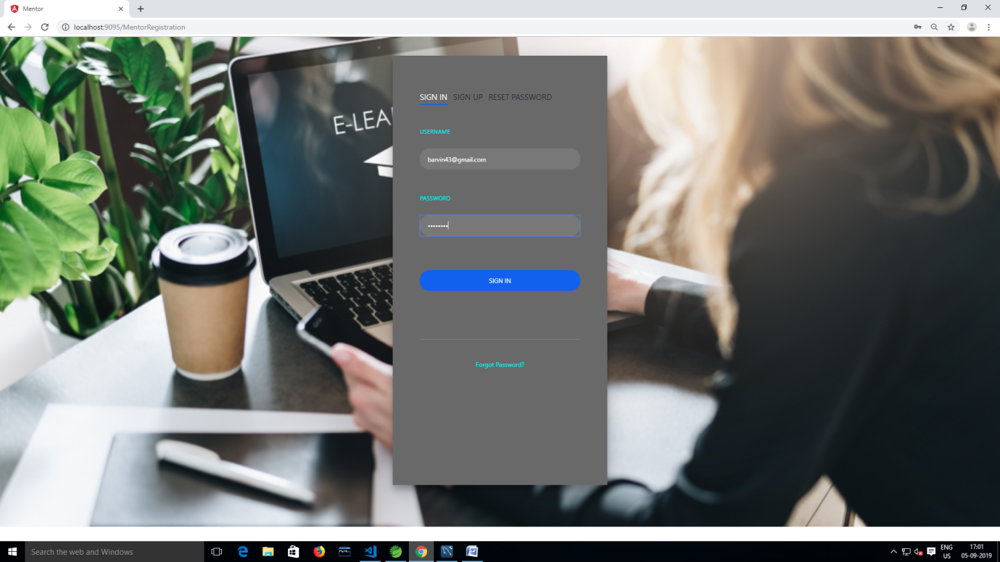 Mentor
localhost:9095/MentorRegistration
E-LEA
SIGN IN SIGN UP RESET PASSWORD
USERNAME
barvin43@gmail.com
PASSWORD
••••••••
SIGN IN
Forgot Password?
Search the web and Windows
ENG
US
17:01
05-09-2019